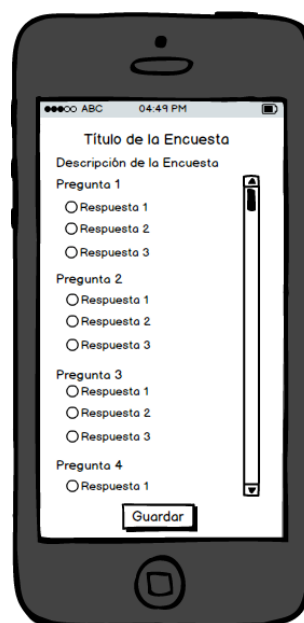 ABC 04:49 PM
Título de la Encuesta
Descripción de la Encuesta
Pregunta 1
Respuesta 1
Respuesta 2
Respuesta 3
Pregunta 2
Respuesta 1
Respuesta 2
Respuesta 3
Pregunta 3
Respuesta 1
Respuesta 2
Respuesta 3
Pregunta 4
Respuesta 1
Guardar